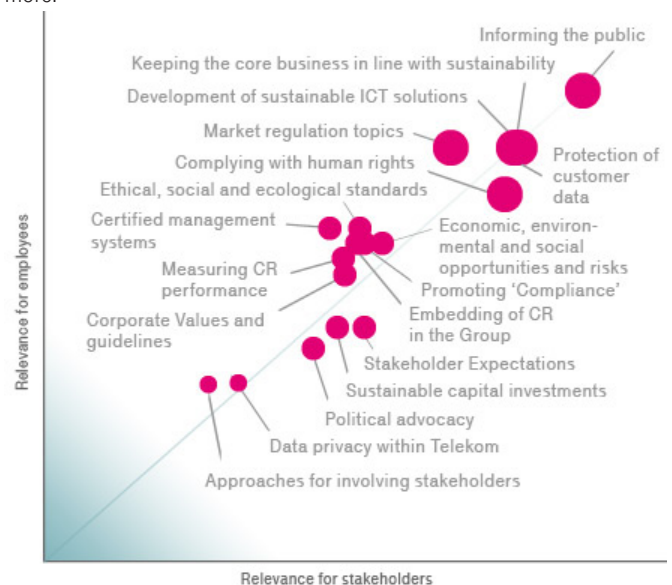 more.
Informing the public
Keeping the core business in line with sustainability
Development of sustainable ICT solutions
Market regulation topics
Protection of
customer
data
Complying with human rights
Ethical, social and ecological standards
Certified management
systems
Economic, environ-
mental and social
opportunities and risks
Measuring CR
performance
Promoting ‘Compliance’
Embedding of CR
in the Group
Corporate Values and
guidelines
Stakeholder Expectations
Sustainable capital investments
Political advocacy
Data privacy within Telekom
Approaches for involving stakeholders
Relevance for employees
Relevance for stakeholders